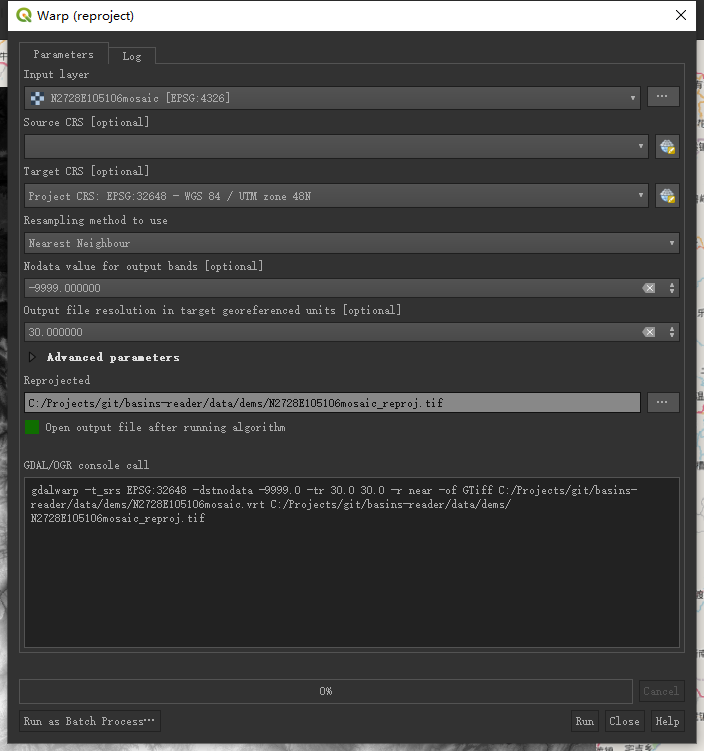 Warp (reproject)
Parameters
Log
Input layer
N2728E105106mosaic [EPSG:4326]
...
Source CRS [optional]
Target CRS [optional]
Project CRS: EPSG:32648 - WGS 84 / UTM zone 48N
Resampling method to use
Nearest Neighbour
Nodata value for output bands [optional]
-9999.000000
Output file resolution in target georeferenced units [optional]
30.000000
Advanced parameters
Reprojected
C:/Projects/git/basins-reader/data/dems/N2728E105106mosaic_reproj.tif
...
Open output file after running algorithm
GDAL/OGR console call
gdalwarp -t_srs EPSG:32648 -dstnodata -9999.0 -tr 30.0 30.0 -r near -of GTiff C:/Projects/git/basins-
reader/data/dems/N2728E105106mosaic.vrt C:/Projects/git/basins-reader/data/dems/
N2728E105106mosaic_reproj.tif
0%
Cancel
Run as Batch Process…
Run
Close
Help